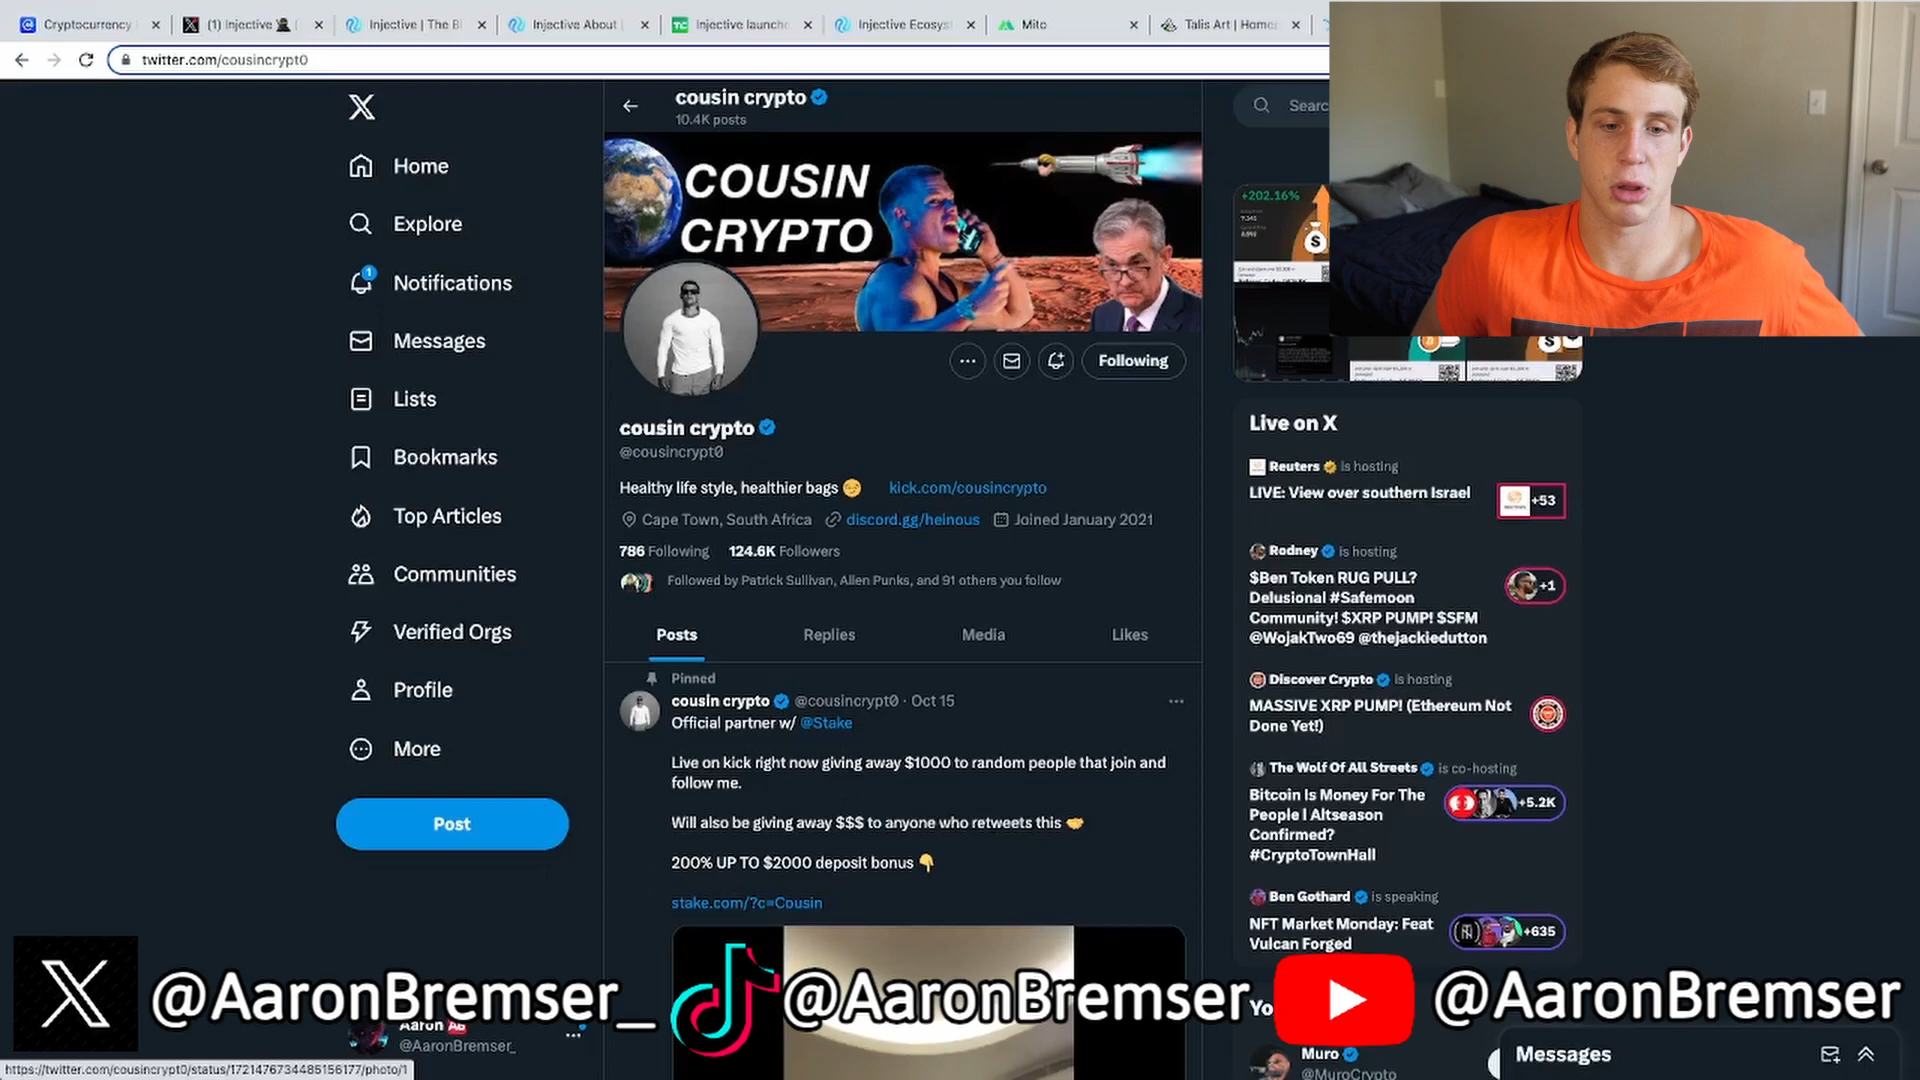 Cryptocurrency
(1) Injective
Injective | The Bl
Injective About |
Injective launche
Injective Ecosyst
Mito
Talis Art | Home
twitter.com/cousincrypt0
cousin crypto
10.4K posts
Searc
COUSIN
CRYPTO
+202.16%
Home
Explore
Notifications
1
Messages
Lists
Bookmarks
Top Articles
Communities
Verified Orgs
Profile
More
Post
Following
cousin crypto
@cousincrypt0
Healthy life style, healthier bags 😏 kick.com/cousincrypto
Cape Town, South Africa discord.gg/heinous Joined January 2021
786 Following 124.6K Followers
Followed by Patrick Sullivan, Allen Punks, and 91 others you follow
Posts Replies Media Likes
Pinned
cousin crypto @cousincrypt0 · Oct 15
Official partner w/ @Stake
Live on kick right now giving away $1000 to random people that join and
follow me.
Will also be giving away $$$ to anyone who retweets this 🤝
200% UP TO $2000 deposit bonus 👇
stake.com/?c=Cousin
Live on X
Reuters is hosting
LIVE: View over southern Israel
+53
Rodney is hosting
$Ben Token RUG PULL?
Delusional #Safemoon
Community! $XRP PUMP! $SFM
@WojakTwo69 @thejackiedutton
+1
Discover Crypto is hosting
MASSIVE XRP PUMP! (Ethereum Not
Done Yet!)
The Wolf Of All Streets is co-hosting
Bitcoin Is Money For The
People I Altseason
Confirmed?
#CryptoTownHall
+5.2K
Ben Gothard is speaking
NFT Market Monday: Feat
Vulcan Forged
+635
Yo
@AaronBremser_
@AaronBremser
@AaronBremser
Aaron
@AaronBremser_
Muro
@MuroCrypto
Messages
https://twitter.com/cousincrypt0/status/1721476734485156177/photo/1